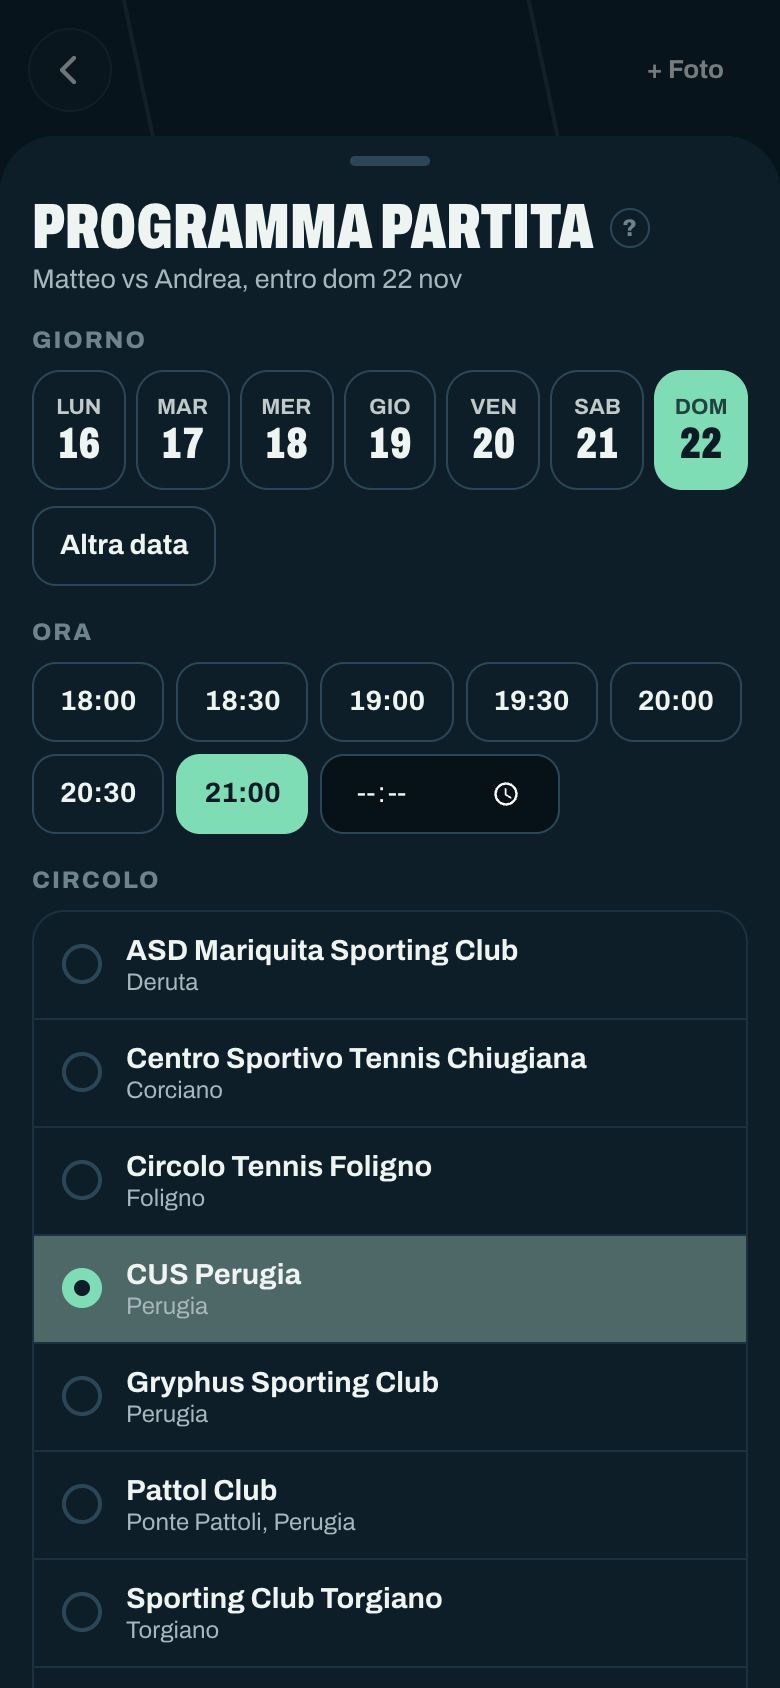 + Foto
PROGRAMMA PARTITA ?
Matteo vs Andrea, entro dom 22 nov
GIORNO
LUN MAR MER GIO VEN SAB DOM
16 17 18 19 20 21 22
Altra data
ORA
18:00 18:30 19:00 19:30 20:00
20:30 21:00 --:--
CIRCOLO
ASD Mariquita Sporting Club
Deruta
Centro Sportivo Tennis Chiugiana
Corciano
Circolo Tennis Foligno
Foligno
CUS Perugia
Perugia
Gryphus Sporting Club
Perugia
Pattol Club
Ponte Pattoli, Perugia
Sporting Club Torgiano
Torgiano